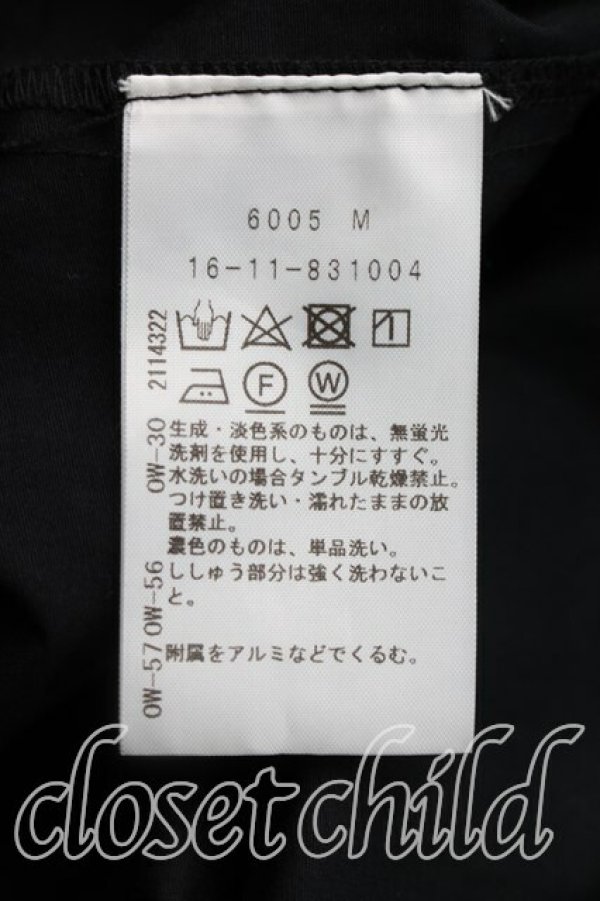 6005 M
16-11-831004
F
W
生成・淡色系のものは、無蛍光
洗剤を使用し、十分にすすぐ。
水洗いの場合タンブル乾燥禁止。
つけ置き洗い・濡れたままの放
置禁止。
濃色のものは、単品洗い。
ししゅう部分は強く洗わないこ
と。
附属をアルミなどでくるむ。
OW-57 OW-56 OW-30 2114322
closetchild